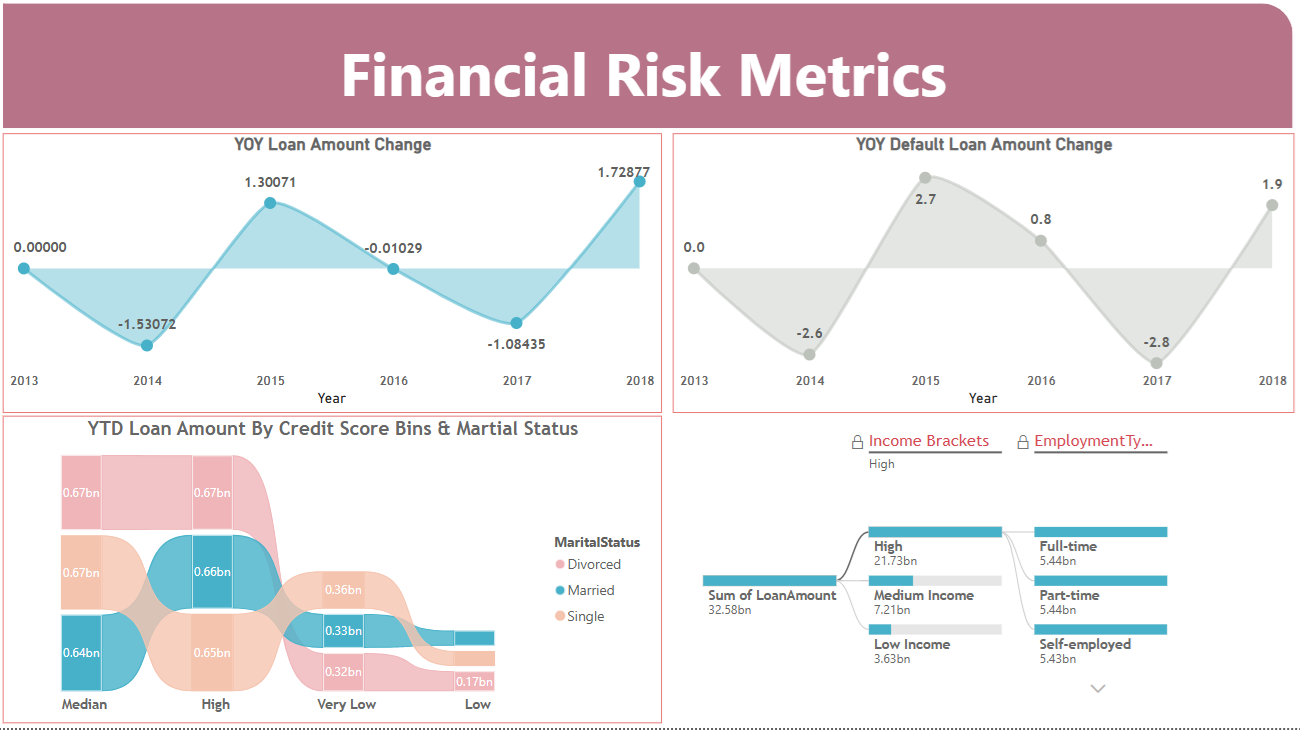 Financial Risk Metrics
YOY Loan Amount Change
0.00000
-1.53072
1.30071
-0.01029
-1.08435
1.72877
2013 2014 2015 2016 2017 2018
Year
YOY Default Loan Amount Change
0.0
-2.6
2.7
0.8
-2.8
1.9
2013 2014 2015 2016 2017 2018
Year
YTD Loan Amount By Credit Score Bins & Martial Status
0.67bn 0.67bn
0.67bn 0.66bn 0.36bn
0.64bn 0.65bn 0.33bn
0.32bn 0.17bn
Median High Very Low Low
MaritalStatus
Divorced
Married
Single
Income Brackets EmploymentTy...
High
Sum of LoanAmount
32.58bn
High
21.73bn
Medium Income
7.21bn
Low Income
3.63bn
Full-time
5.44bn
Part-time
5.44bn
Self-employed
5.43bn